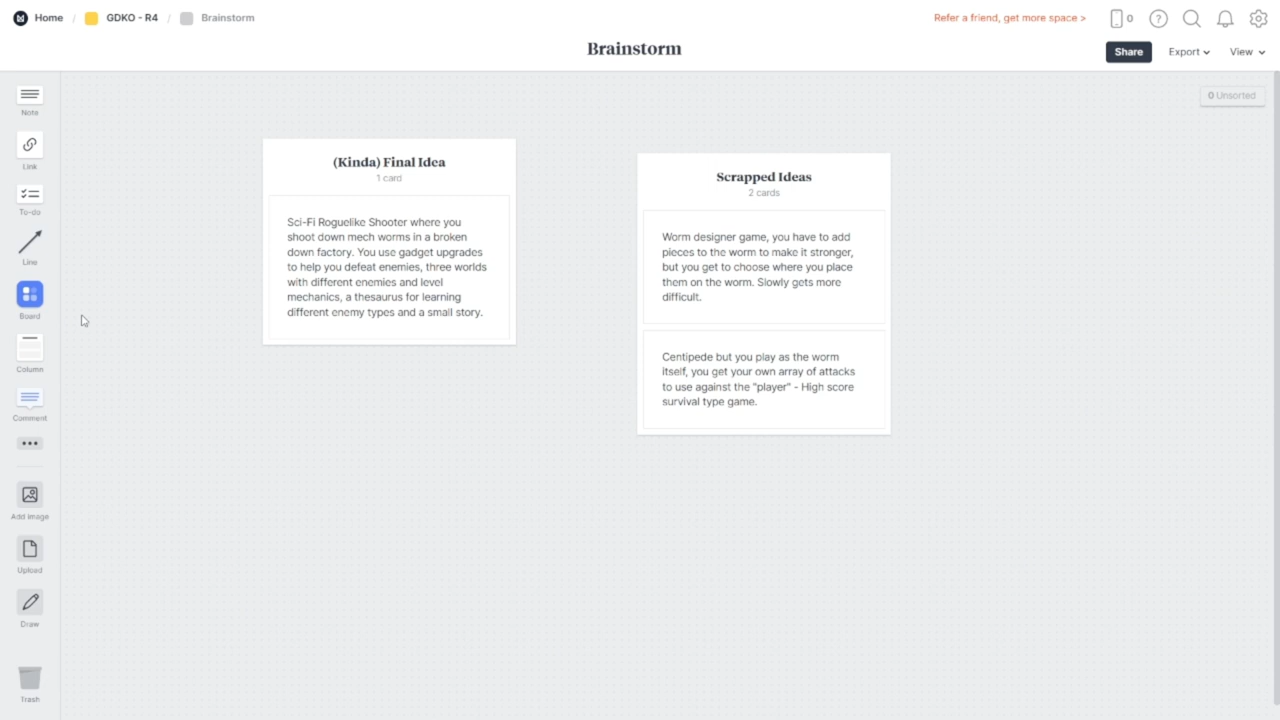 Home / GDKO - R4 / Brainstorm
Refer a friend, get more space >
0
Brainstorm
Share
Export
View
0 Unsorted
Note
Link
To-do
Line
Board
Column
Comment
Add image
Upload
Draw
Trash
(Kinda) Final Idea
1 card
Sci-Fi Roguelike Shooter where you
shoot down mech worms in a broken
down factory. You use gadget upgrades
to help you defeat enemies, three worlds
with different enemies and level
mechanics, a thesaurus for learning
different enemy types and a small story.
Scrapped Ideas
2 cards
Worm designer game, you have to add
pieces to the worm to make it stronger,
but you get to choose where you place
them on the worm. Slowly gets more
difficult.
Centipede but you play as the worm
itself, you get your own array of attacks
to use against the "player" - High score
survival type game.